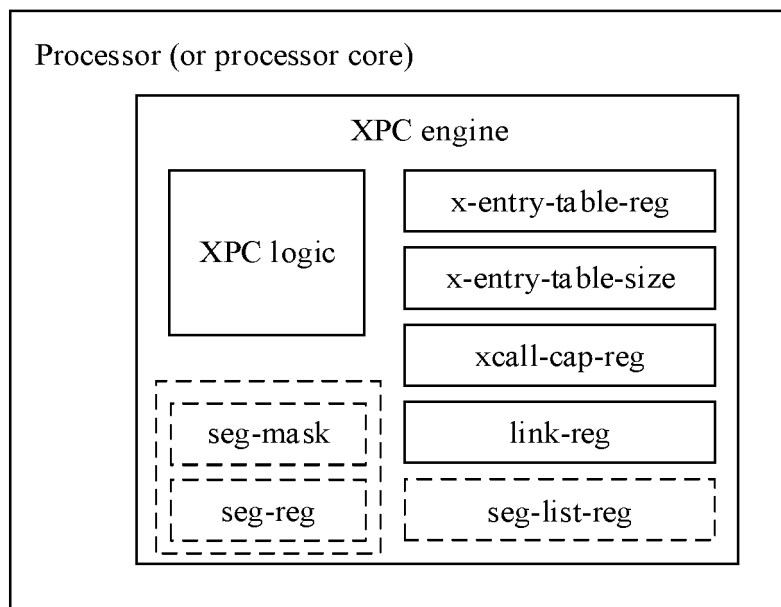 Processor (or processor core)
XPC engine
XPC logic
x-entry-table-reg
x-entry-table-size
xcall-cap-reg
link-reg
seg-list-reg
seg-mask
seg-reg